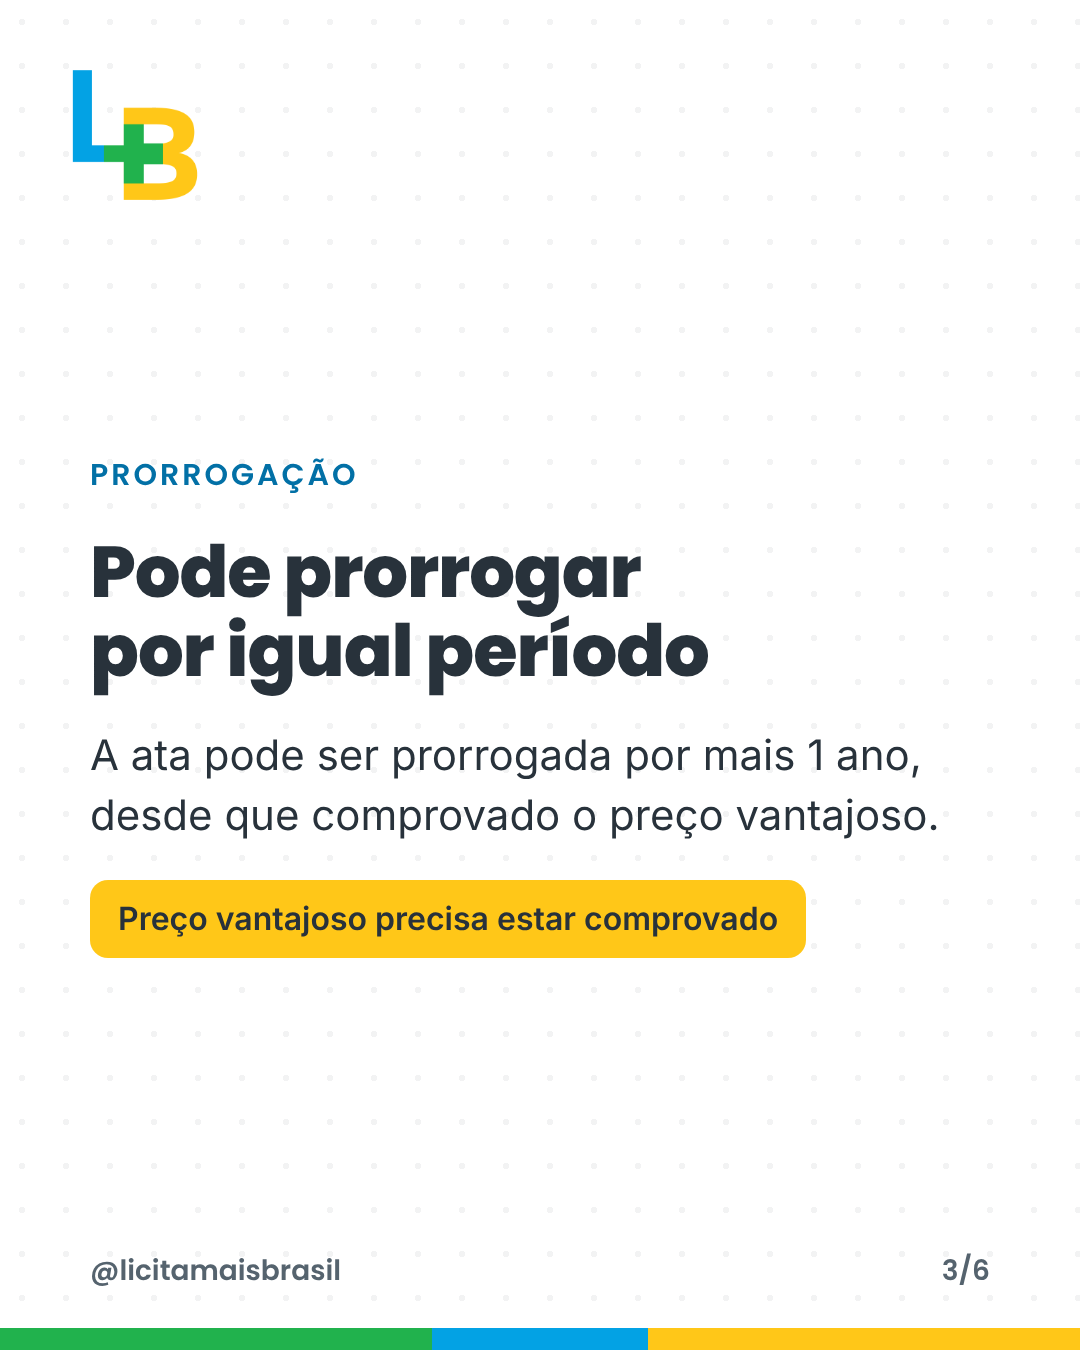 L+B
PRORROGAÇÃO
Pode prorrogar
por igual período
A ata pode ser prorrogada por mais 1 ano,
desde que comprovado o preço vantajoso.
Preço vantajoso precisa estar comprovado
@licitamaisbrasil
3/6